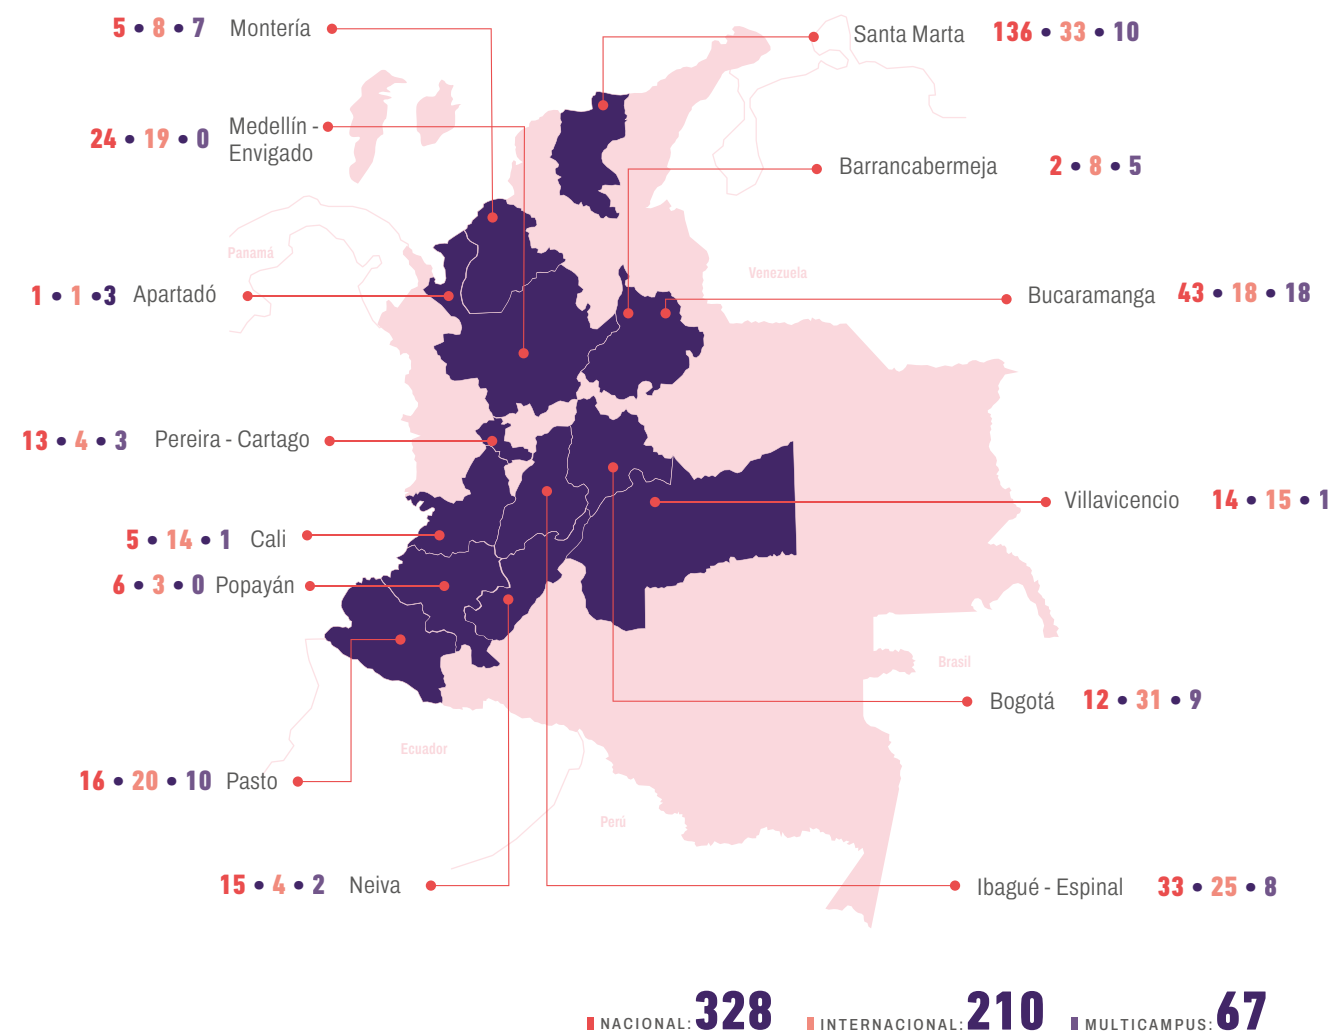 5 • 8 • 7 Montería
Santa Marta 136 • 33 • 10
24 • 19 • 0 Medellín -
Envigado
Barrancabermeja 2 • 8 • 5
Panamá
Venezuela
1 • 1 • 3 Apartadó
Bucaramanga 43 • 18 • 18
13 • 4 • 3 Pereira - Cartago
Villavicencio 14 • 15 • 1
5 • 14 • 1 Cali
6 • 3 • 0 Popayán
Brasil
Bogotá 12 • 31 • 9
Ecuador
16 • 20 • 10 Pasto
Perú
15 • 4 • 2 Neiva
Ibagué - Espinal 33 • 25 • 8
NACIONAL: 328 INTERNACIONAL: 210 MULTICAMPUS: 67